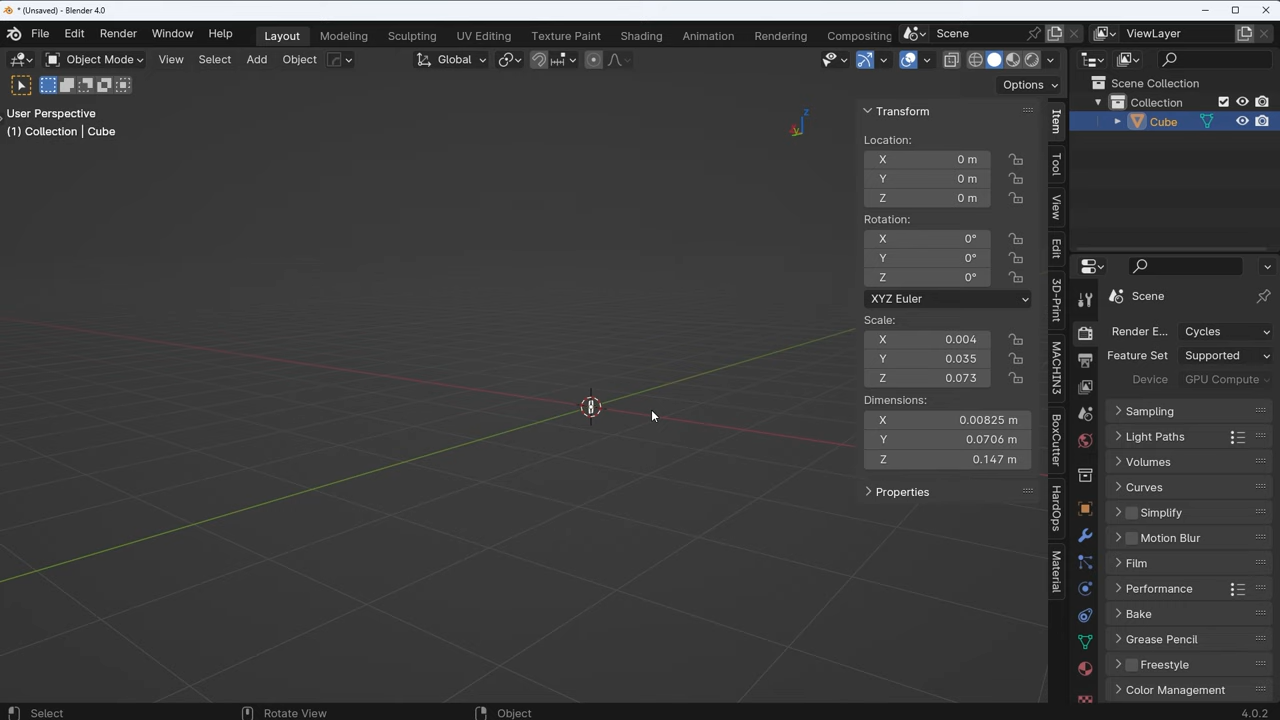 * (Unsaved) - Blender 4.0
File Edit Render Window Help Layout Modeling Sculpting UV Editing Texture Paint Shading Animation Rendering Compositing Scene ViewLayer
Object Mode View Select Add Object Global
Options
User Perspective
(1) Collection | Cube
Z
Y
Transform
Location:
X 0 m
Y 0 m
Z 0 m
Rotation:
X 0°
Y 0°
Z 0°
XYZ Euler
Scale:
X 0.004
Y 0.035
Z 0.073
Dimensions:
X 0.00825 m
Y 0.0706 m
Z 0.147 m
Properties
Item
Tool
View
Edit
3D-Print
MACHIN3
BoxCutter
HardOps
Material
Scene Collection
Collection
Cube
Scene
Render E... Cycles
Feature Set Supported
Device GPU Compute
Sampling
Light Paths
Volumes
Curves
Simplify
Motion Blur
Film
Performance
Bake
Grease Pencil
Freestyle
Color Management
Select Rotate View Object 4.0.2